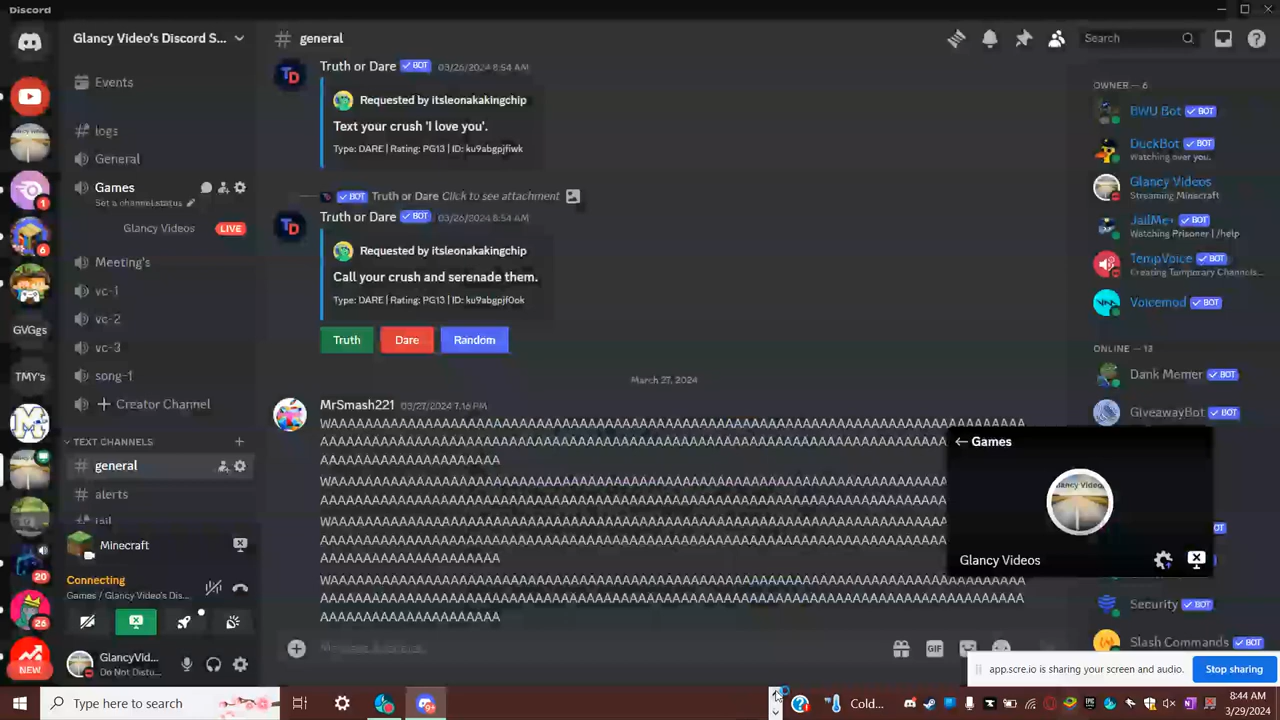 Discord
Glancy Video's Discord S...
Events
logs
General
Games
Set a channel status
Glancy Videos
LIVE
Meeting's
vc-1
vc-2
vc-3
song-1
Creator Channel
TEXT CHANNELS
general
alerts
jail
Minecraft
Connecting
Games / Glancy Video's Dis...
GlancyVid...
Do Not Distu...
1
6
GVGgs
TMY's
20
26
NEW
# general
Search
Truth or Dare BOT 03/26/2024 8:54 AM
Requested by itsleonakakingchip
Text your crush 'I love you'.
Type: DARE | Rating: PG13 | ID: ku9abgpjfiwk
BOT Truth or Dare Click to see attachment
Truth or Dare BOT 03/26/2024 8:54 AM
Requested by itsleonakakingchip
Call your crush and serenade them.
Type: DARE | Rating: PG13 | ID: ku9abgpjf0ok
Truth Dare Random
March 27, 2024
MrSmash221 03/27/2024 7:16 PM
GIF
OWNER — 6
BWU Bot BOT
DuckBot BOT
Watching over you.
Glancy Videos
Streaming Minecraft
JailMe BOT
Watching Prisoner | /help
TempVoice BOT
Creating Temporary Channels...
Voicemod BOT
ONLINE — 13
Dank Memer BOT
GiveawayBot BOT
Games
Glancy Videos
Security BOT
Slash Commands BOT
app.scre.io is sharing your screen and audio.
Stop sharing
Type here to search
Cold...
8:44 AM
3/29/2024